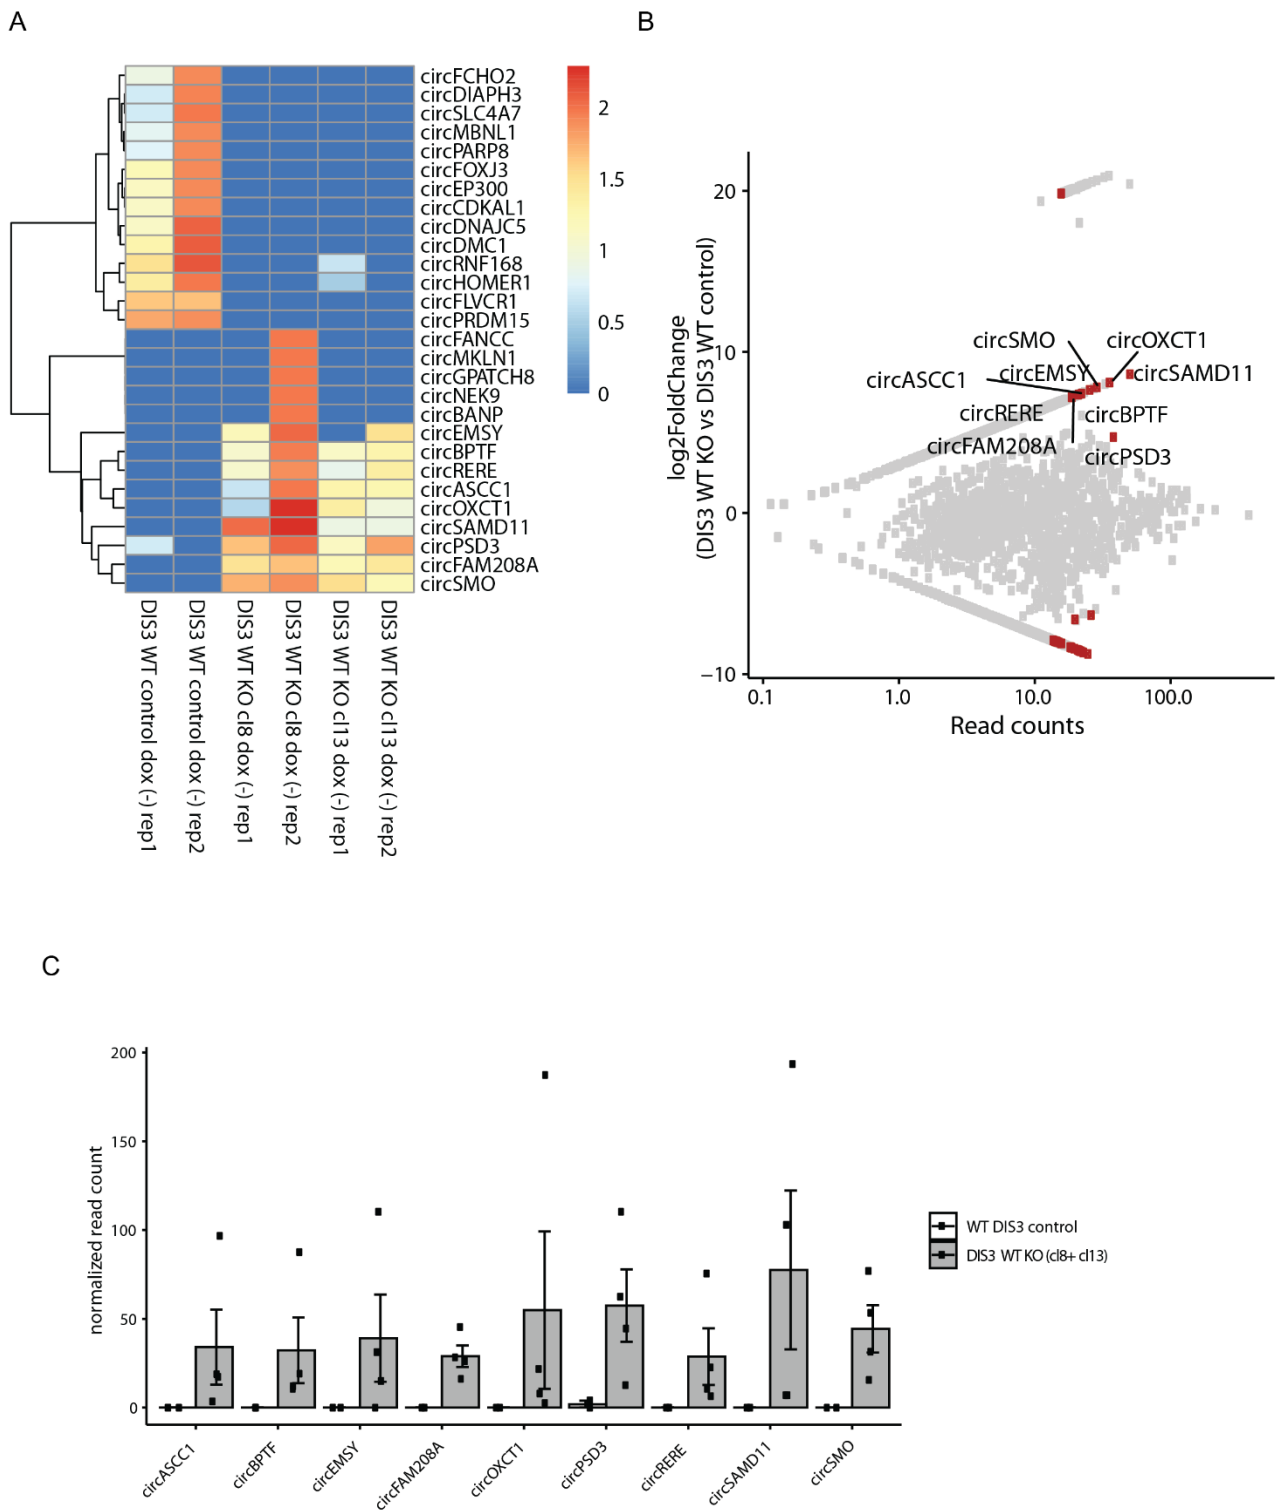 A
circFCHO2
circDIAPH3
circSLC4A7
circMBNL1
circPARP8
circFOXJ3
circEP300
circCDKAL1
circDNAJC5
circDMC1
circRNF168
circHOMER1
circFLVCR1
circPRDM15
circFANCC
circMKLN1
circGPATCH8
circNEK9
circBANP
circEMSY
circBPTF
circRERE
circASCC1
circOXCT1
circSAMD11
circPSD3
circFAM208A
circSMO
2
1.5
1
0.5
0
DIS3 WT control dox (-) rep1
DIS3 WT control dox (-) rep2
DIS3 WT KO cl8 dox (-) rep1
DIS3 WT KO cl8 dox (-) rep2
DIS3 WT KO cl13 dox (-) rep1
DIS3 WT KO cl13 dox (-) rep2
B
log2FoldChange
(DIS3 WT KO vs DIS3 WT control)
20
10
0
−10
circSMO
circOXCT1
circASCC1
circEMSY
circSAMD11
circRERE
circBPTF
circFAM208A
circPSD3
0.1
1.0
10.0
100.0
Read counts
C
normalized read count
200
150
100
50
0
circASCC1
circBPTF
circEMSY
circFAM208A
circOXCT1
circPSD3
circRERE
circSAMD11
circSMO
WT DIS3 control
DIS3 WT KO (cl8+ cl13)